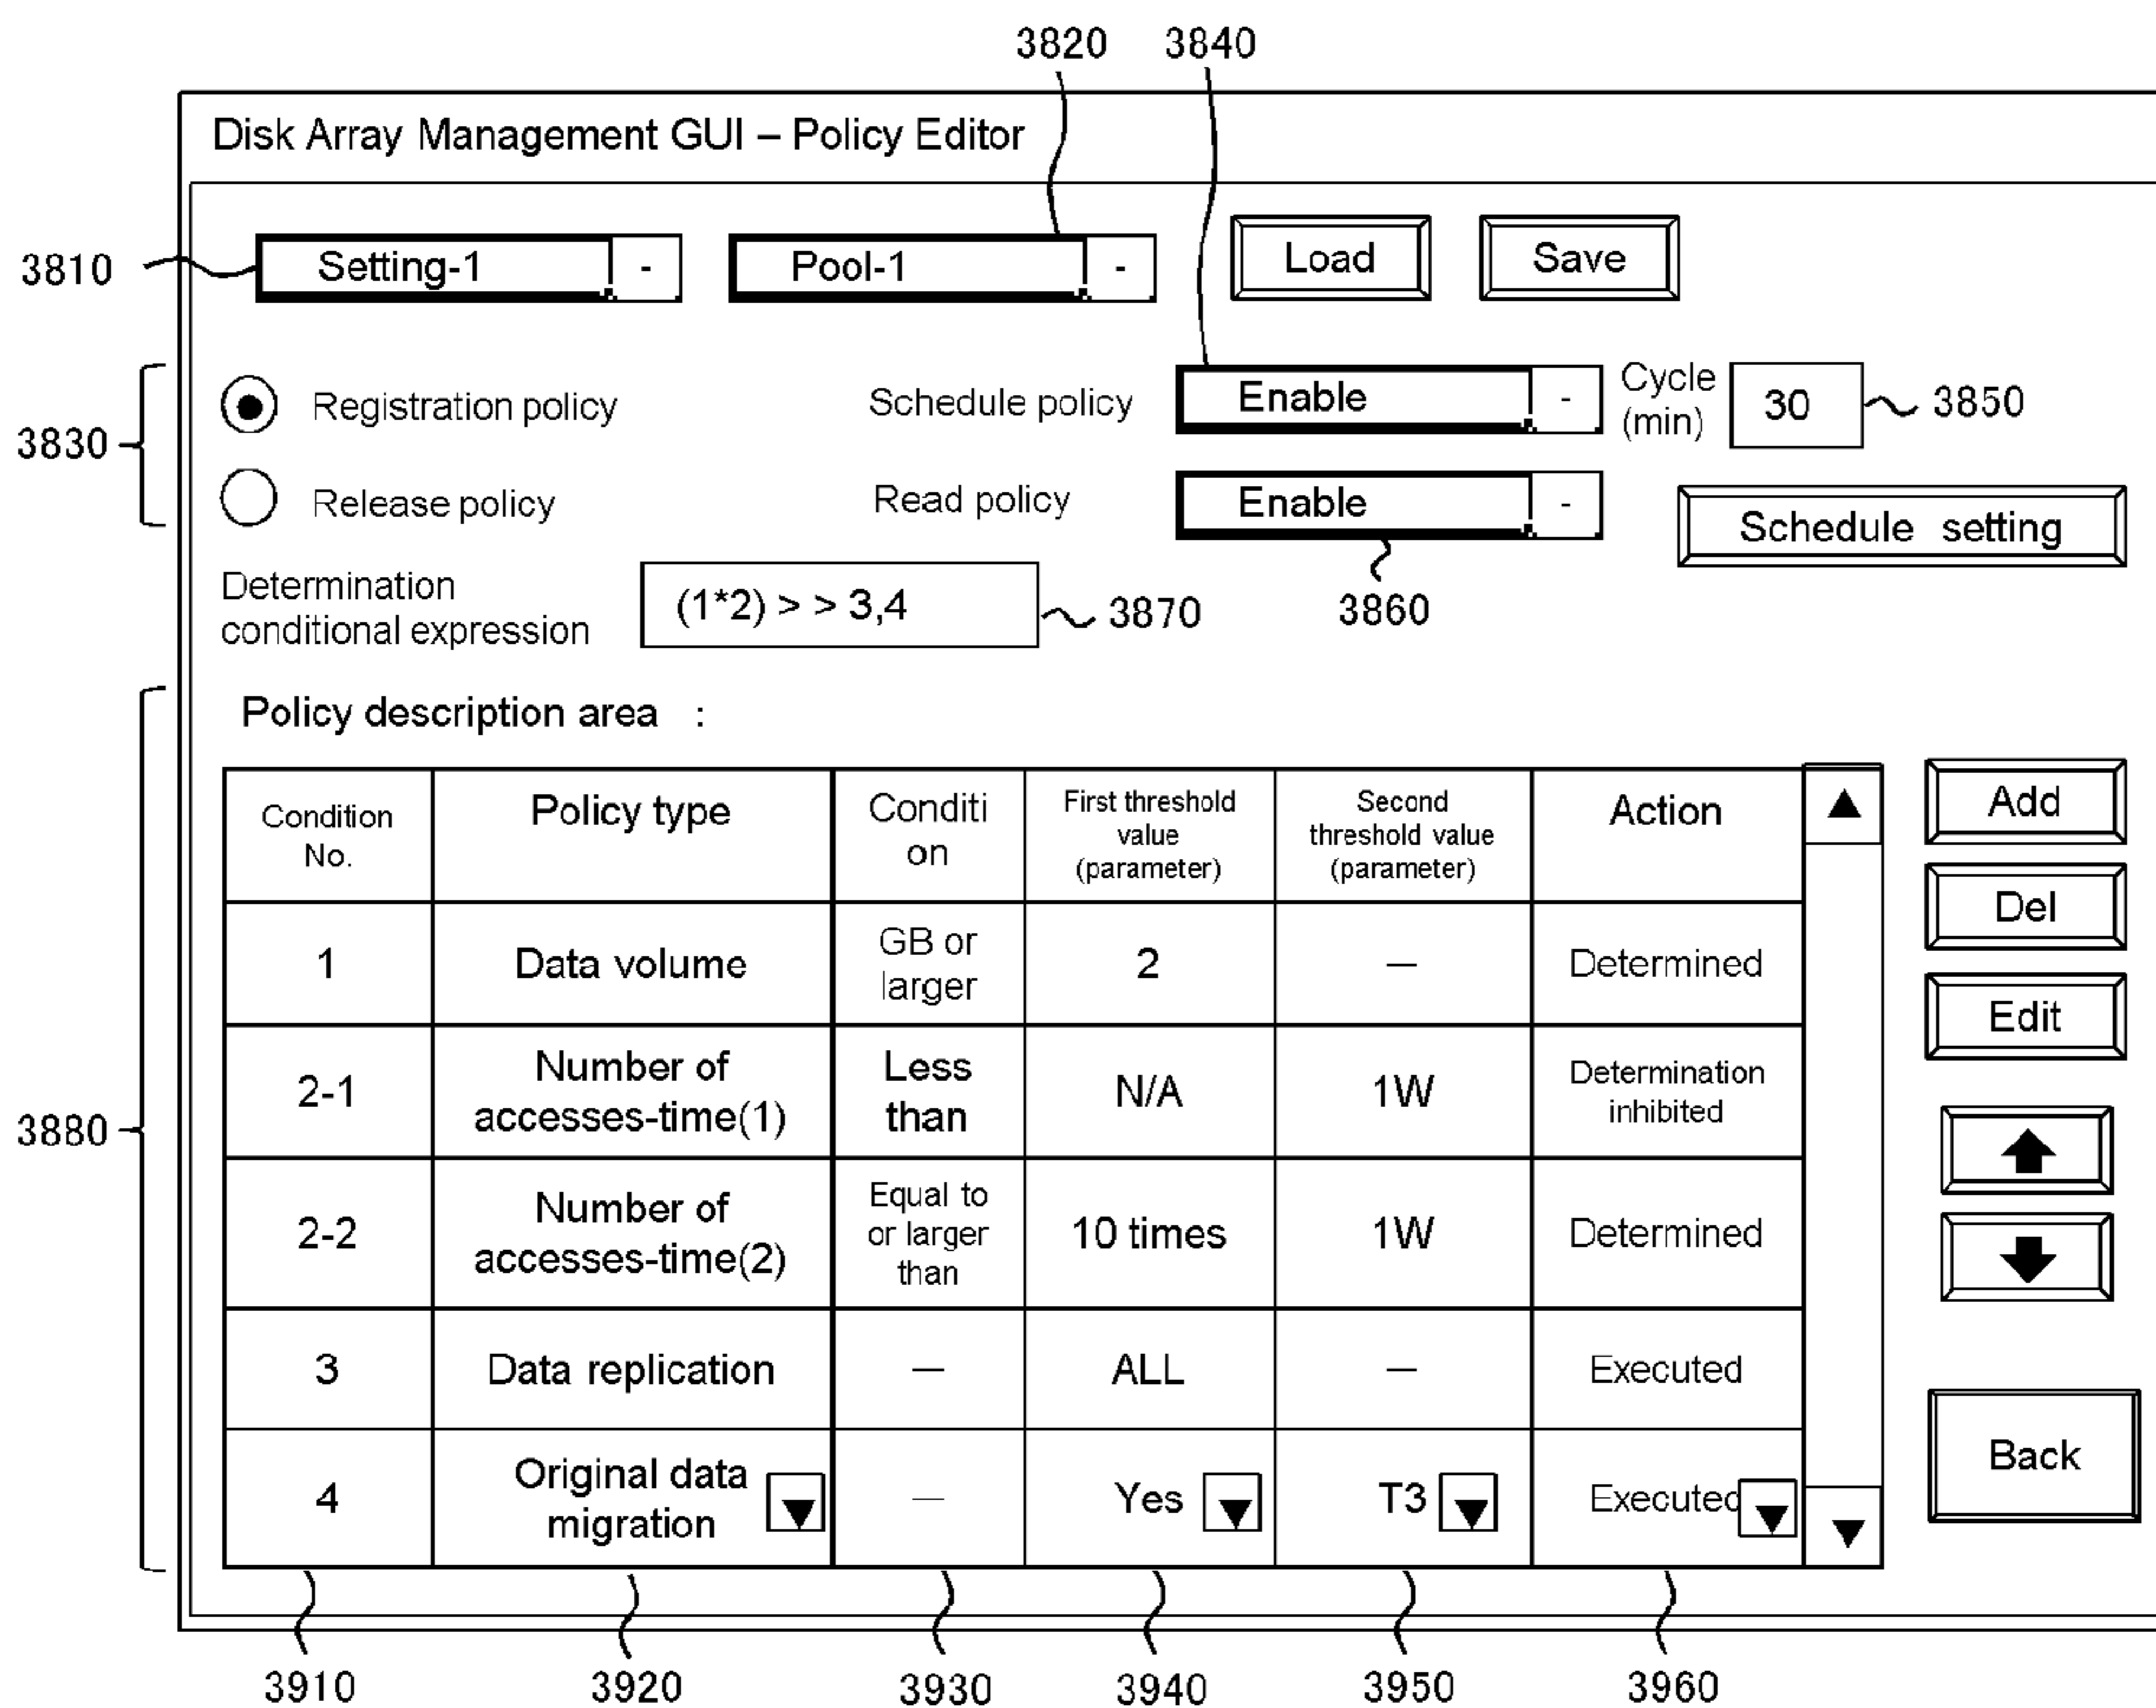 3820 3840
Disk Array Management GUI – Policy Editor
3810 Setting-1 - Pool-1 - Load Save
3830 Registration policy Schedule policy Enable - Cycle (min) 30 3850
Release policy Read policy Enable - Schedule setting
3860
Determination
conditional expression (1*2) > > 3,4 3870
3880 Policy description area :
Condition No. Policy type Conditi on First threshold value (parameter) Second threshold value (parameter) Action ▲ Add
Del
1 Data volume GB or larger 2 — Determined
Edit
2-1 Number of accesses-time(1) Less than N/A 1W Determination inhibited
2-2 Number of accesses-time(2) Equal to or larger than 10 times 1W Determined
3 Data replication — ALL — Executed
4 Original data migration ▼ — Yes ▼ T3 ▼ Executed ▼ ▼ Back
3910 3920 3930 3940 3950 3960